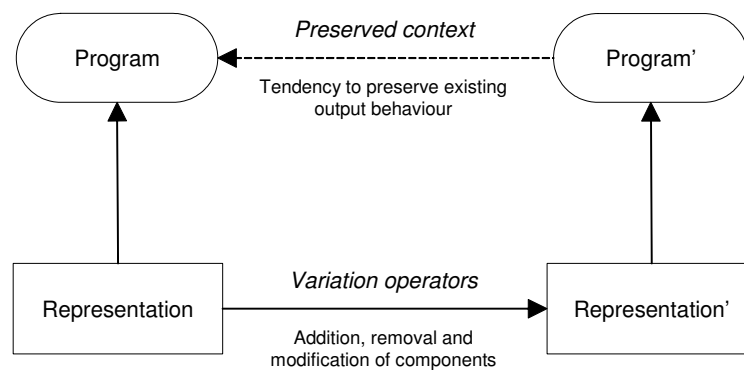 Preserved context
Program
Program’
Tendency to preserve existing
output behaviour
Variation operators
Representation
Representation’
Addition, removal and
modification of components